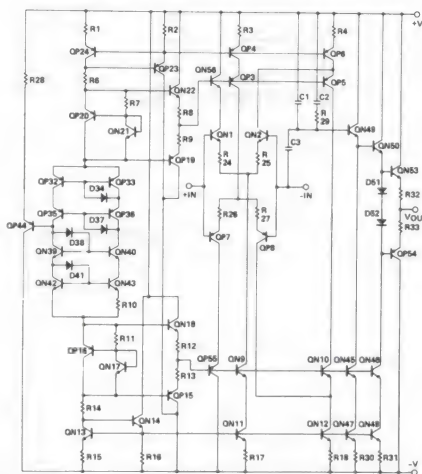 +V
R1
R2
R3
R4
QP24
QP4
QP6
QP23
R28
R6
QN56
QP3
QP5
QN22
R7
C1
C2
R8
R29
QP20
QN21
QN1
QN2
QN49
R9
C3
QN50
QP19
R24
R25
QN53
QP32
QP33
D51
D34
+IN
-IN
R32
QP35
QP36
R26
VOUT
D37
R27
D52
R33
QP44
D38
QP7
QP8
QP54
QN39
QN40
D41
QN42
QN43
R10
QN18
R11
R12
QP16
QP55
QN9
QN10
QN45
QN46
QN17
R13
QP15
R14
QN14
QN13
QN11
QN12
QN47
QN48
R15
R16
R17
R18
R30
R31
-V